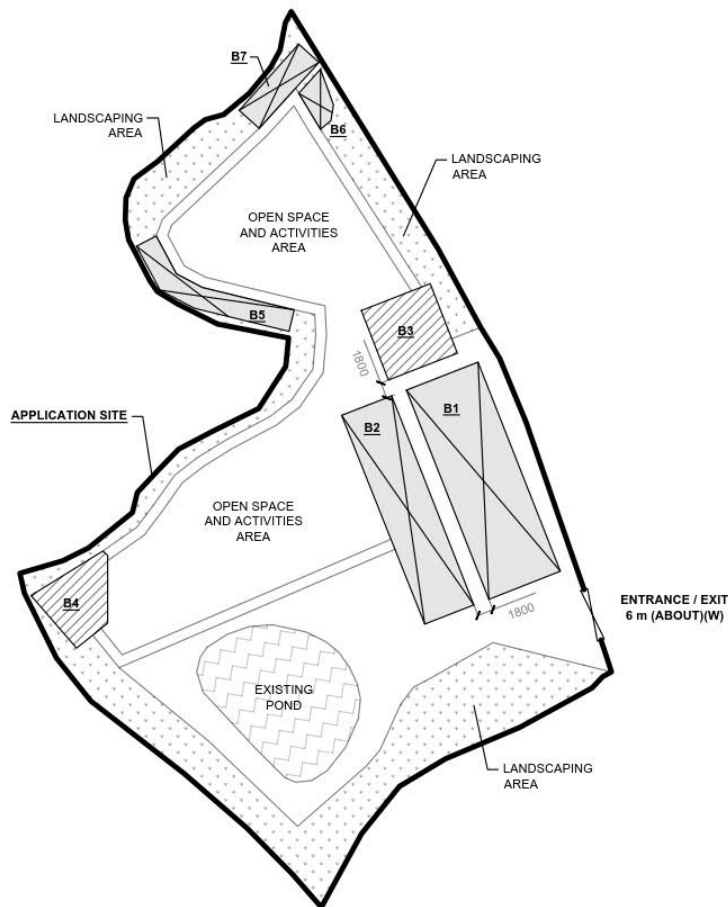 B7
LANDSCAPING
AREA
B6
LANDSCAPING
AREA
OPEN SPACE
AND ACTIVITIES
AREA
B5
B3
1800
B1
B2
APPLICATION SITE
OPEN SPACE
AND ACTIVITIES
AREA
B4
1800
ENTRANCE / EXIT
6 m (ABOUT)(W)
EXISTING
POND
LANDSCAPING
AREA